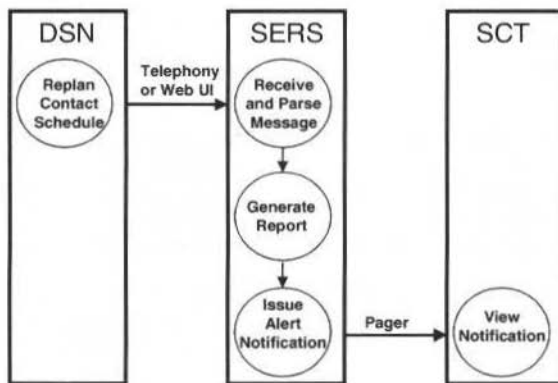 DSN
SERS
SCT
Replan
Contact
Schedule
Telephony
or Web UI
Receive
and Parse
Message
Generate
Report
Issue
Alert
Notification
Pager
View
Notification